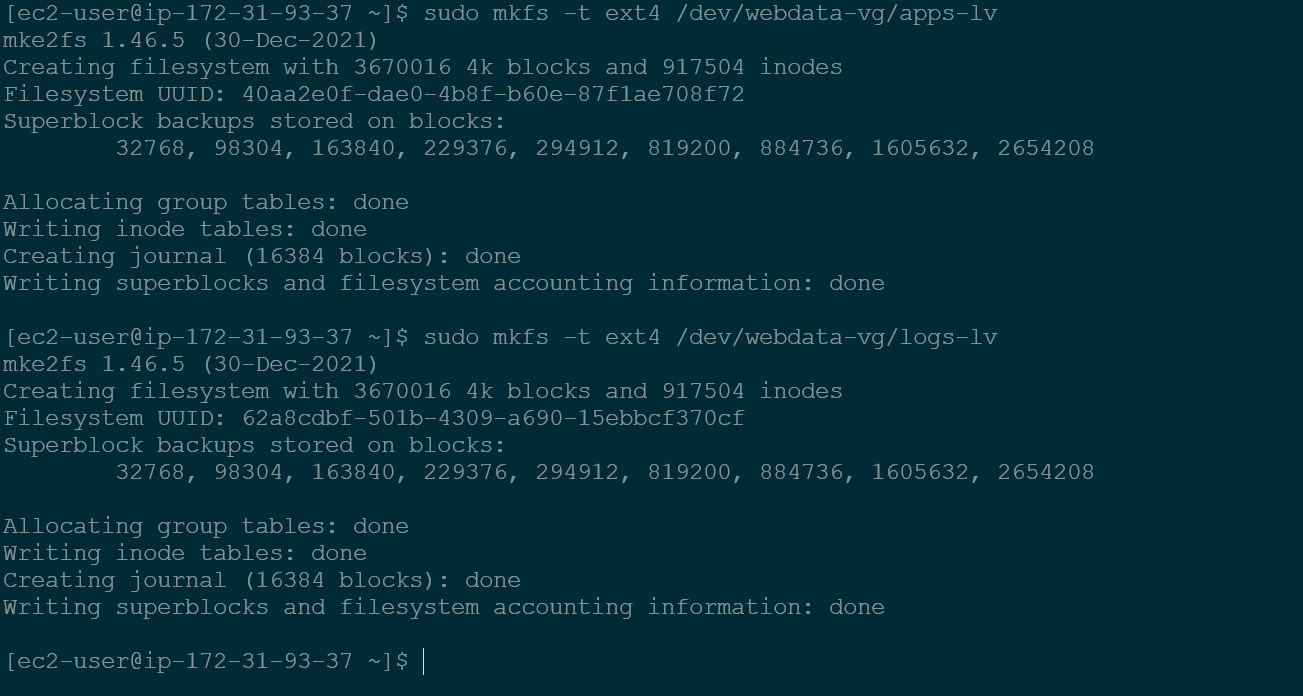 [ec2-user@ip-172-31-93-37 ~]$ sudo mkfs -t ext4 /dev/webdata-vg/apps-lv
mke2fs 1.46.5 (30-Dec-2021)
Creating filesystem with 3670016 4k blocks and 917504 inodes
Filesystem UUID: 40aa2e0f-dae0-4b8f-b60e-87f1ae708f72
Superblock backups stored on blocks:
        32768, 98304, 163840, 229376, 294912, 819200, 884736, 1605632, 2654208

Allocating group tables: done
Writing inode tables: done
Creating journal (16384 blocks): done
Writing superblocks and filesystem accounting information: done

[ec2-user@ip-172-31-93-37 ~]$ sudo mkfs -t ext4 /dev/webdata-vg/logs-lv
mke2fs 1.46.5 (30-Dec-2021)
Creating filesystem with 3670016 4k blocks and 917504 inodes
Filesystem UUID: 62a8cdbf-501b-4309-a690-15ebbcf370cf
Superblock backups stored on blocks:
        32768, 98304, 163840, 229376, 294912, 819200, 884736, 1605632, 2654208

Allocating group tables: done
Writing inode tables: done
Creating journal (16384 blocks): done
Writing superblocks and filesystem accounting information: done

[ec2-user@ip-172-31-93-37 ~]$